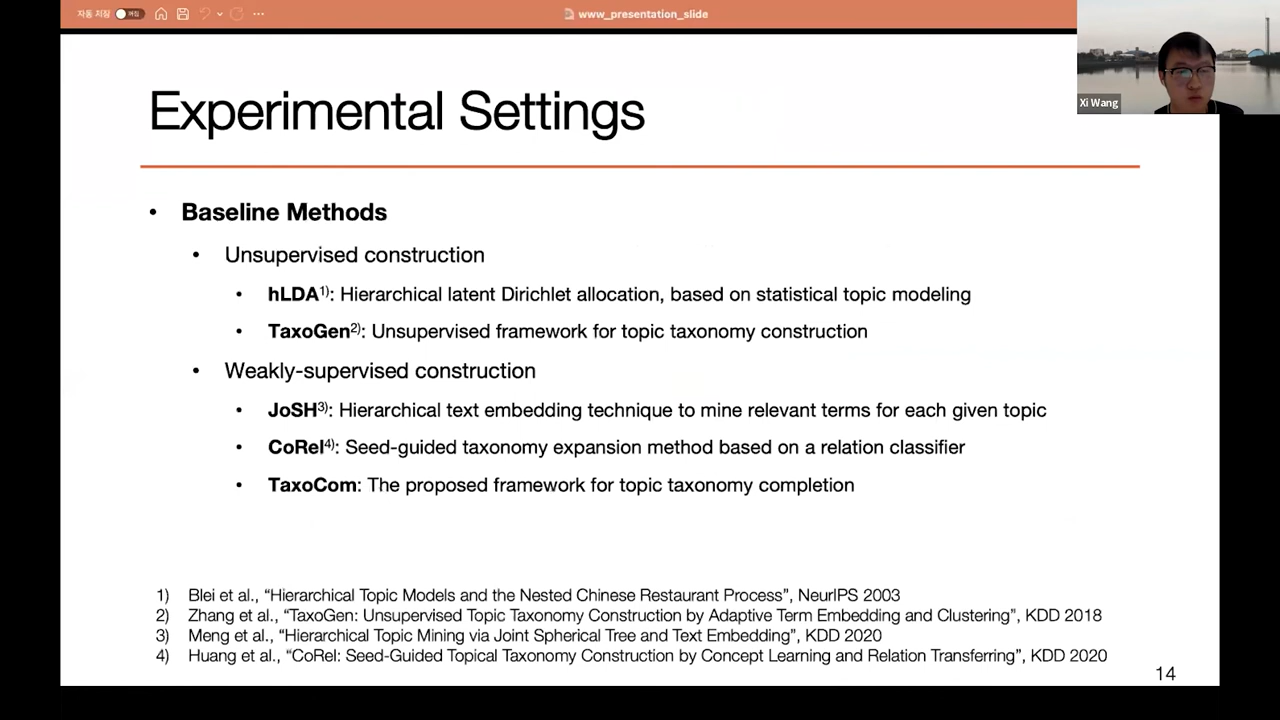 자동 저장 꺼짐 www_presentation_slide
Xi Wang
Experimental Settings
• Baseline Methods
• Unsupervised construction
• hLDA1): Hierarchical latent Dirichlet allocation, based on statistical topic modeling
• TaxoGen2): Unsupervised framework for topic taxonomy construction
• Weakly-supervised construction
• JoSH3): Hierarchical text embedding technique to mine relevant terms for each given topic
• CoRel4): Seed-guided taxonomy expansion method based on a relation classifier
• TaxoCom: The proposed framework for topic taxonomy completion
1) Blei et al., “Hierarchical Topic Models and the Nested Chinese Restaurant Process”, NeurIPS 2003
2) Zhang et al., “TaxoGen: Unsupervised Topic Taxonomy Construction by Adaptive Term Embedding and Clustering”, KDD 2018
3) Meng et al., “Hierarchical Topic Mining via Joint Spherical Tree and Text Embedding”, KDD 2020
4) Huang et al., “CoRel: Seed-Guided Topical Taxonomy Construction by Concept Learning and Relation Transferring”, KDD 2020
14